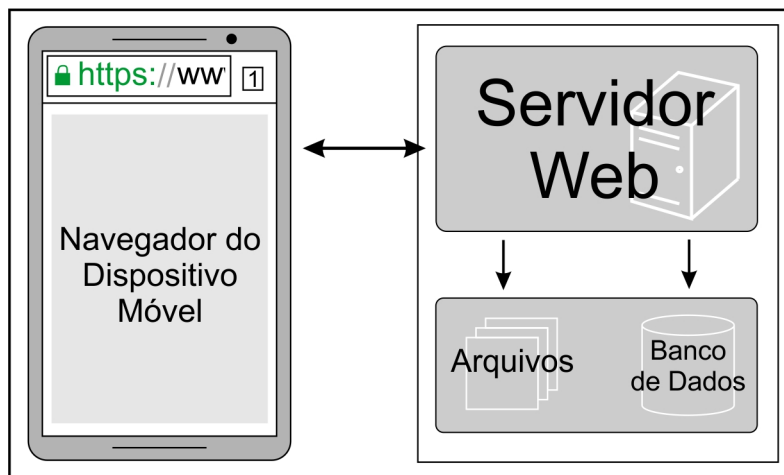 https://ww
1
Navegador do
Dispositivo
Móvel
Servidor
Web
Arquivos
Banco
de Dados